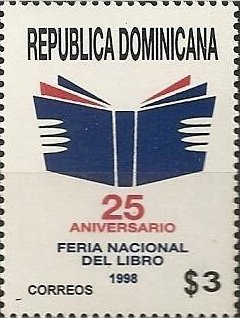 REPUBLICA DOMINICANA
25
ANIVERSARIO
FERIA NACIONAL
DEL LIBRO
1998
CORREOS $3